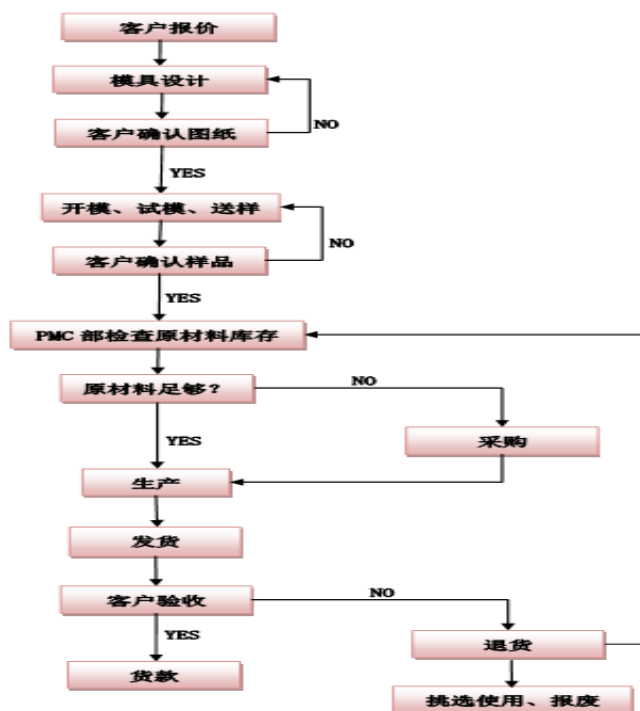 客户报价
模具设计
NO
客户确认图纸
YES
开模、试模、送样
NO
客户确认样品
YES
PMC 部检查原材料库存
原材料足够？
NO
YES
采购
生产
发货
客户验收
NO
YES
退货
货款
挑选使用、报废